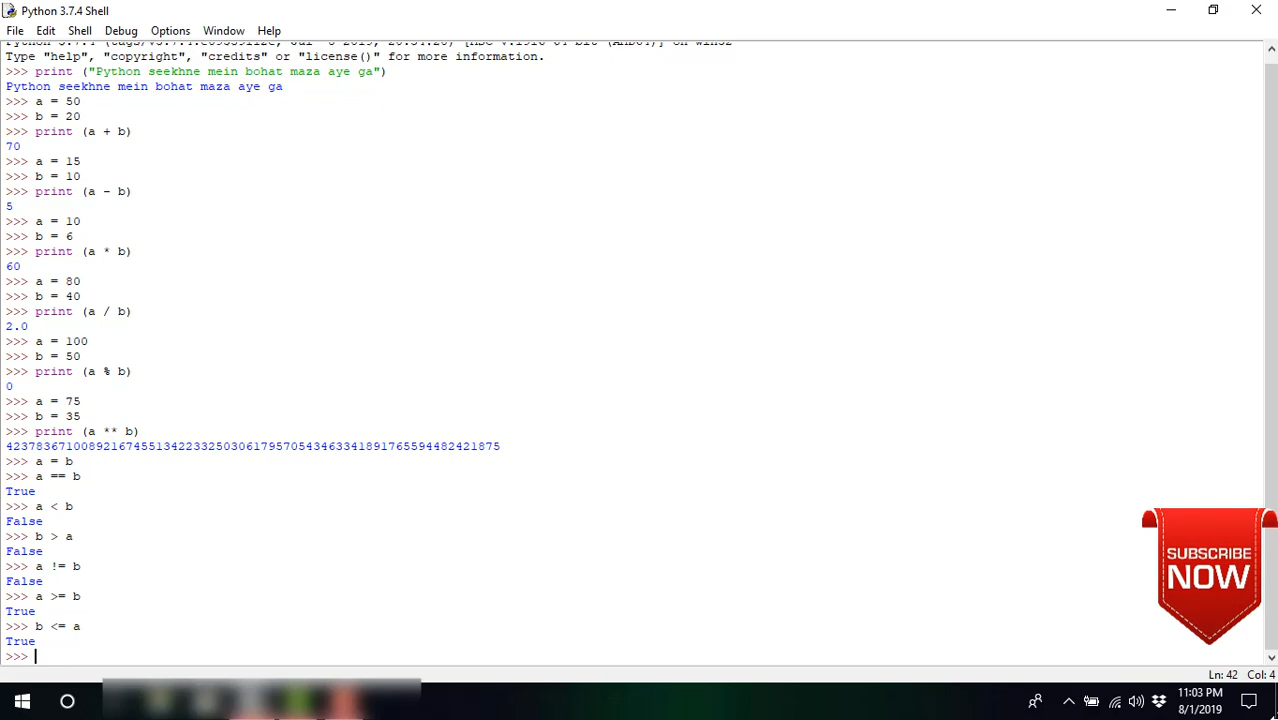 Python 3.7.4 Shell
File Edit Shell Debug Options Window Help
Type "help", "copyright", "credits" or "license()" for more information.
>>> print ("Python seekhne mein bohat maza aye ga")
Python seekhne mein bohat maza aye ga
>>> a = 50
>>> b = 20
>>> print (a + b)
70
>>> a = 15
>>> b = 10
>>> print (a - b)
5
>>> a = 10
>>> b = 6
>>> print (a * b)
60
>>> a = 80
>>> b = 40
>>> print (a / b)
2.0
>>> a = 100
>>> b = 50
>>> print (a % b)
0
>>> a = 75
>>> b = 35
>>> print (a ** b)
423783671008921674551342233250306179570543463341891765594482421875
>>> a = b
>>> a == b
True
>>> a < b
False
>>> b > a
False
>>> a != b
False
>>> a >= b
True
>>> b <= a
True
>>>
SUBSCRIBE
NOW
Ln: 42 Col: 4
11:03 PM
8/1/2019